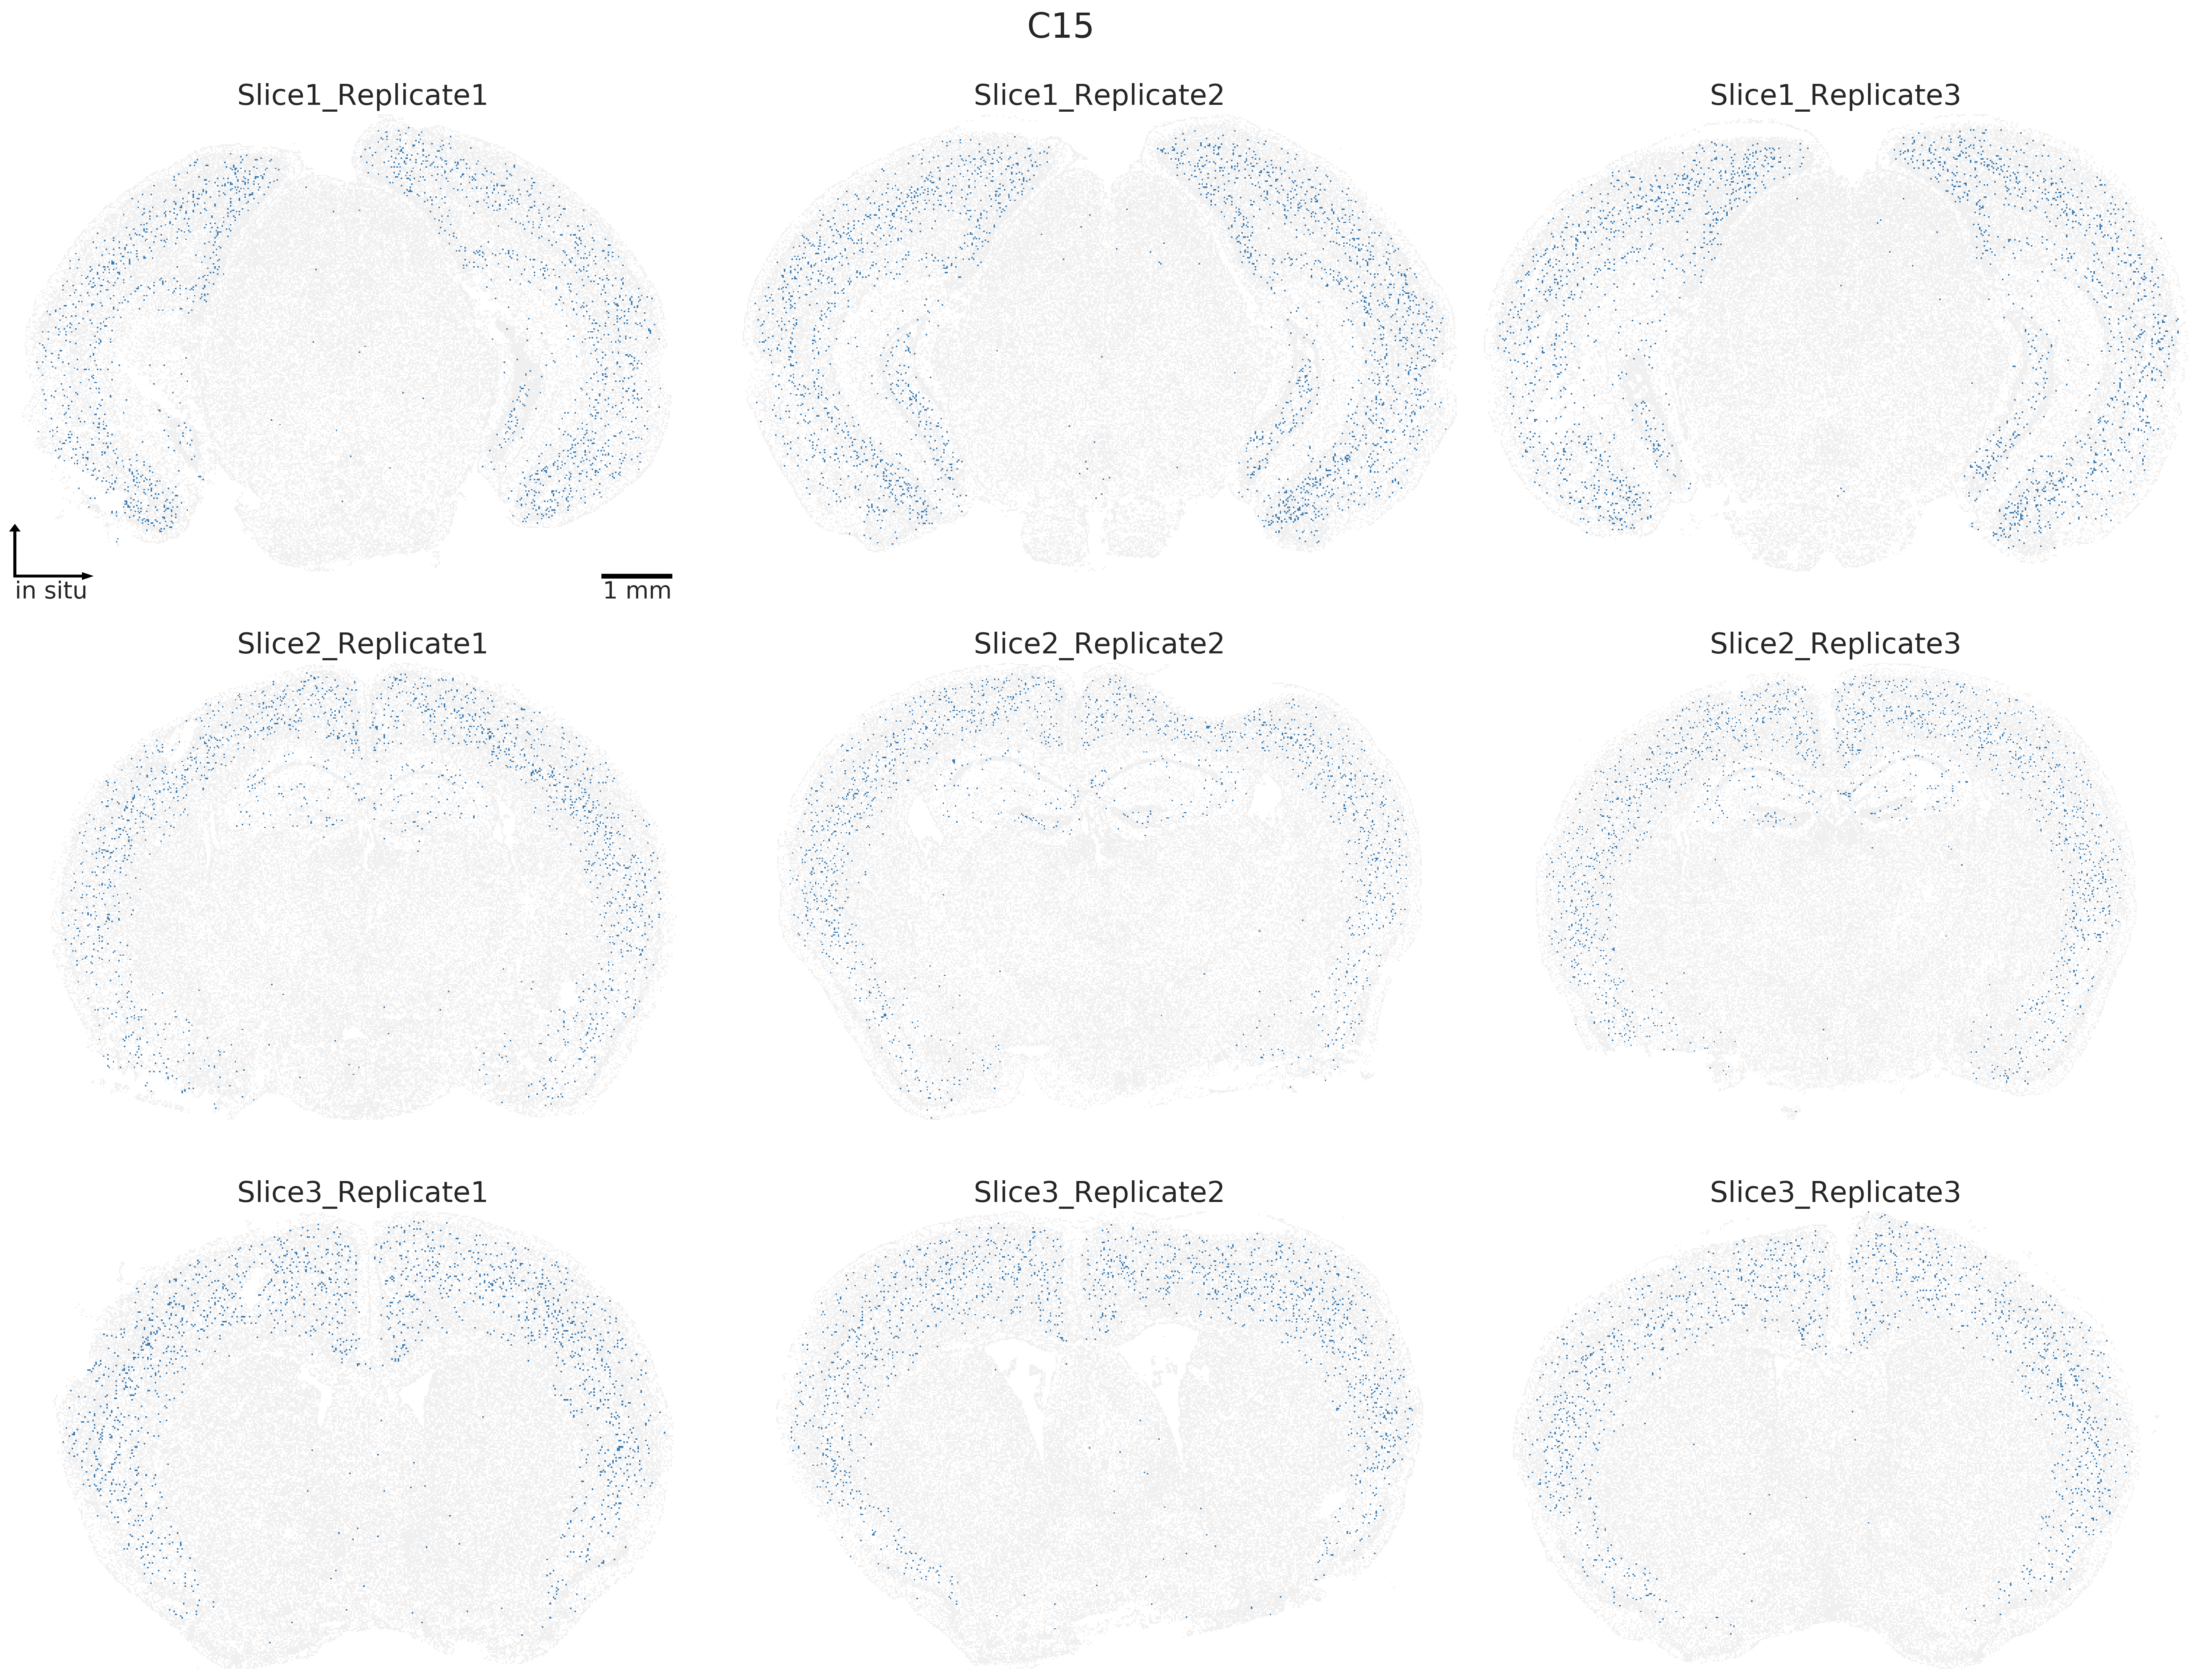 C15
Slice1_Replicate1
Slice1_Replicate2
Slice1_Replicate3
in situ
1 mm
Slice2_Replicate1
Slice2_Replicate2
Slice2_Replicate3
Slice3_Replicate1
Slice3_Replicate2
Slice3_Replicate3